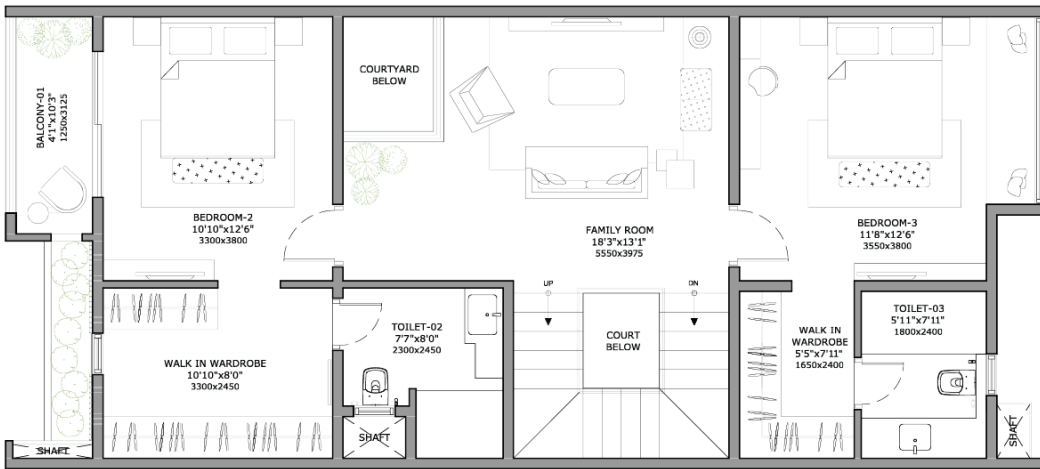 BALCONY-01
4'1"x10'3"
1250x3125
BEDROOM-2
10'10"x12'6"
3300x3800
COURTYARD
BELOW
FAMILY ROOM
18'3"x13'1"
5550x3975
BEDROOM-3
11'8"x12'6"
3550x3800
WALK IN WARDROBE
10'10"x8'0"
3300x2450
TOILET-02
7'7"x8'0"
2300x2450
SHAFT
UP
DN
COURT
BELOW
WALK IN
WARDROBE
5'5"x7'11"
1650x2400
TOILET-03
5'11"x7'11"
1800x2400
SHAFT
SHAFT